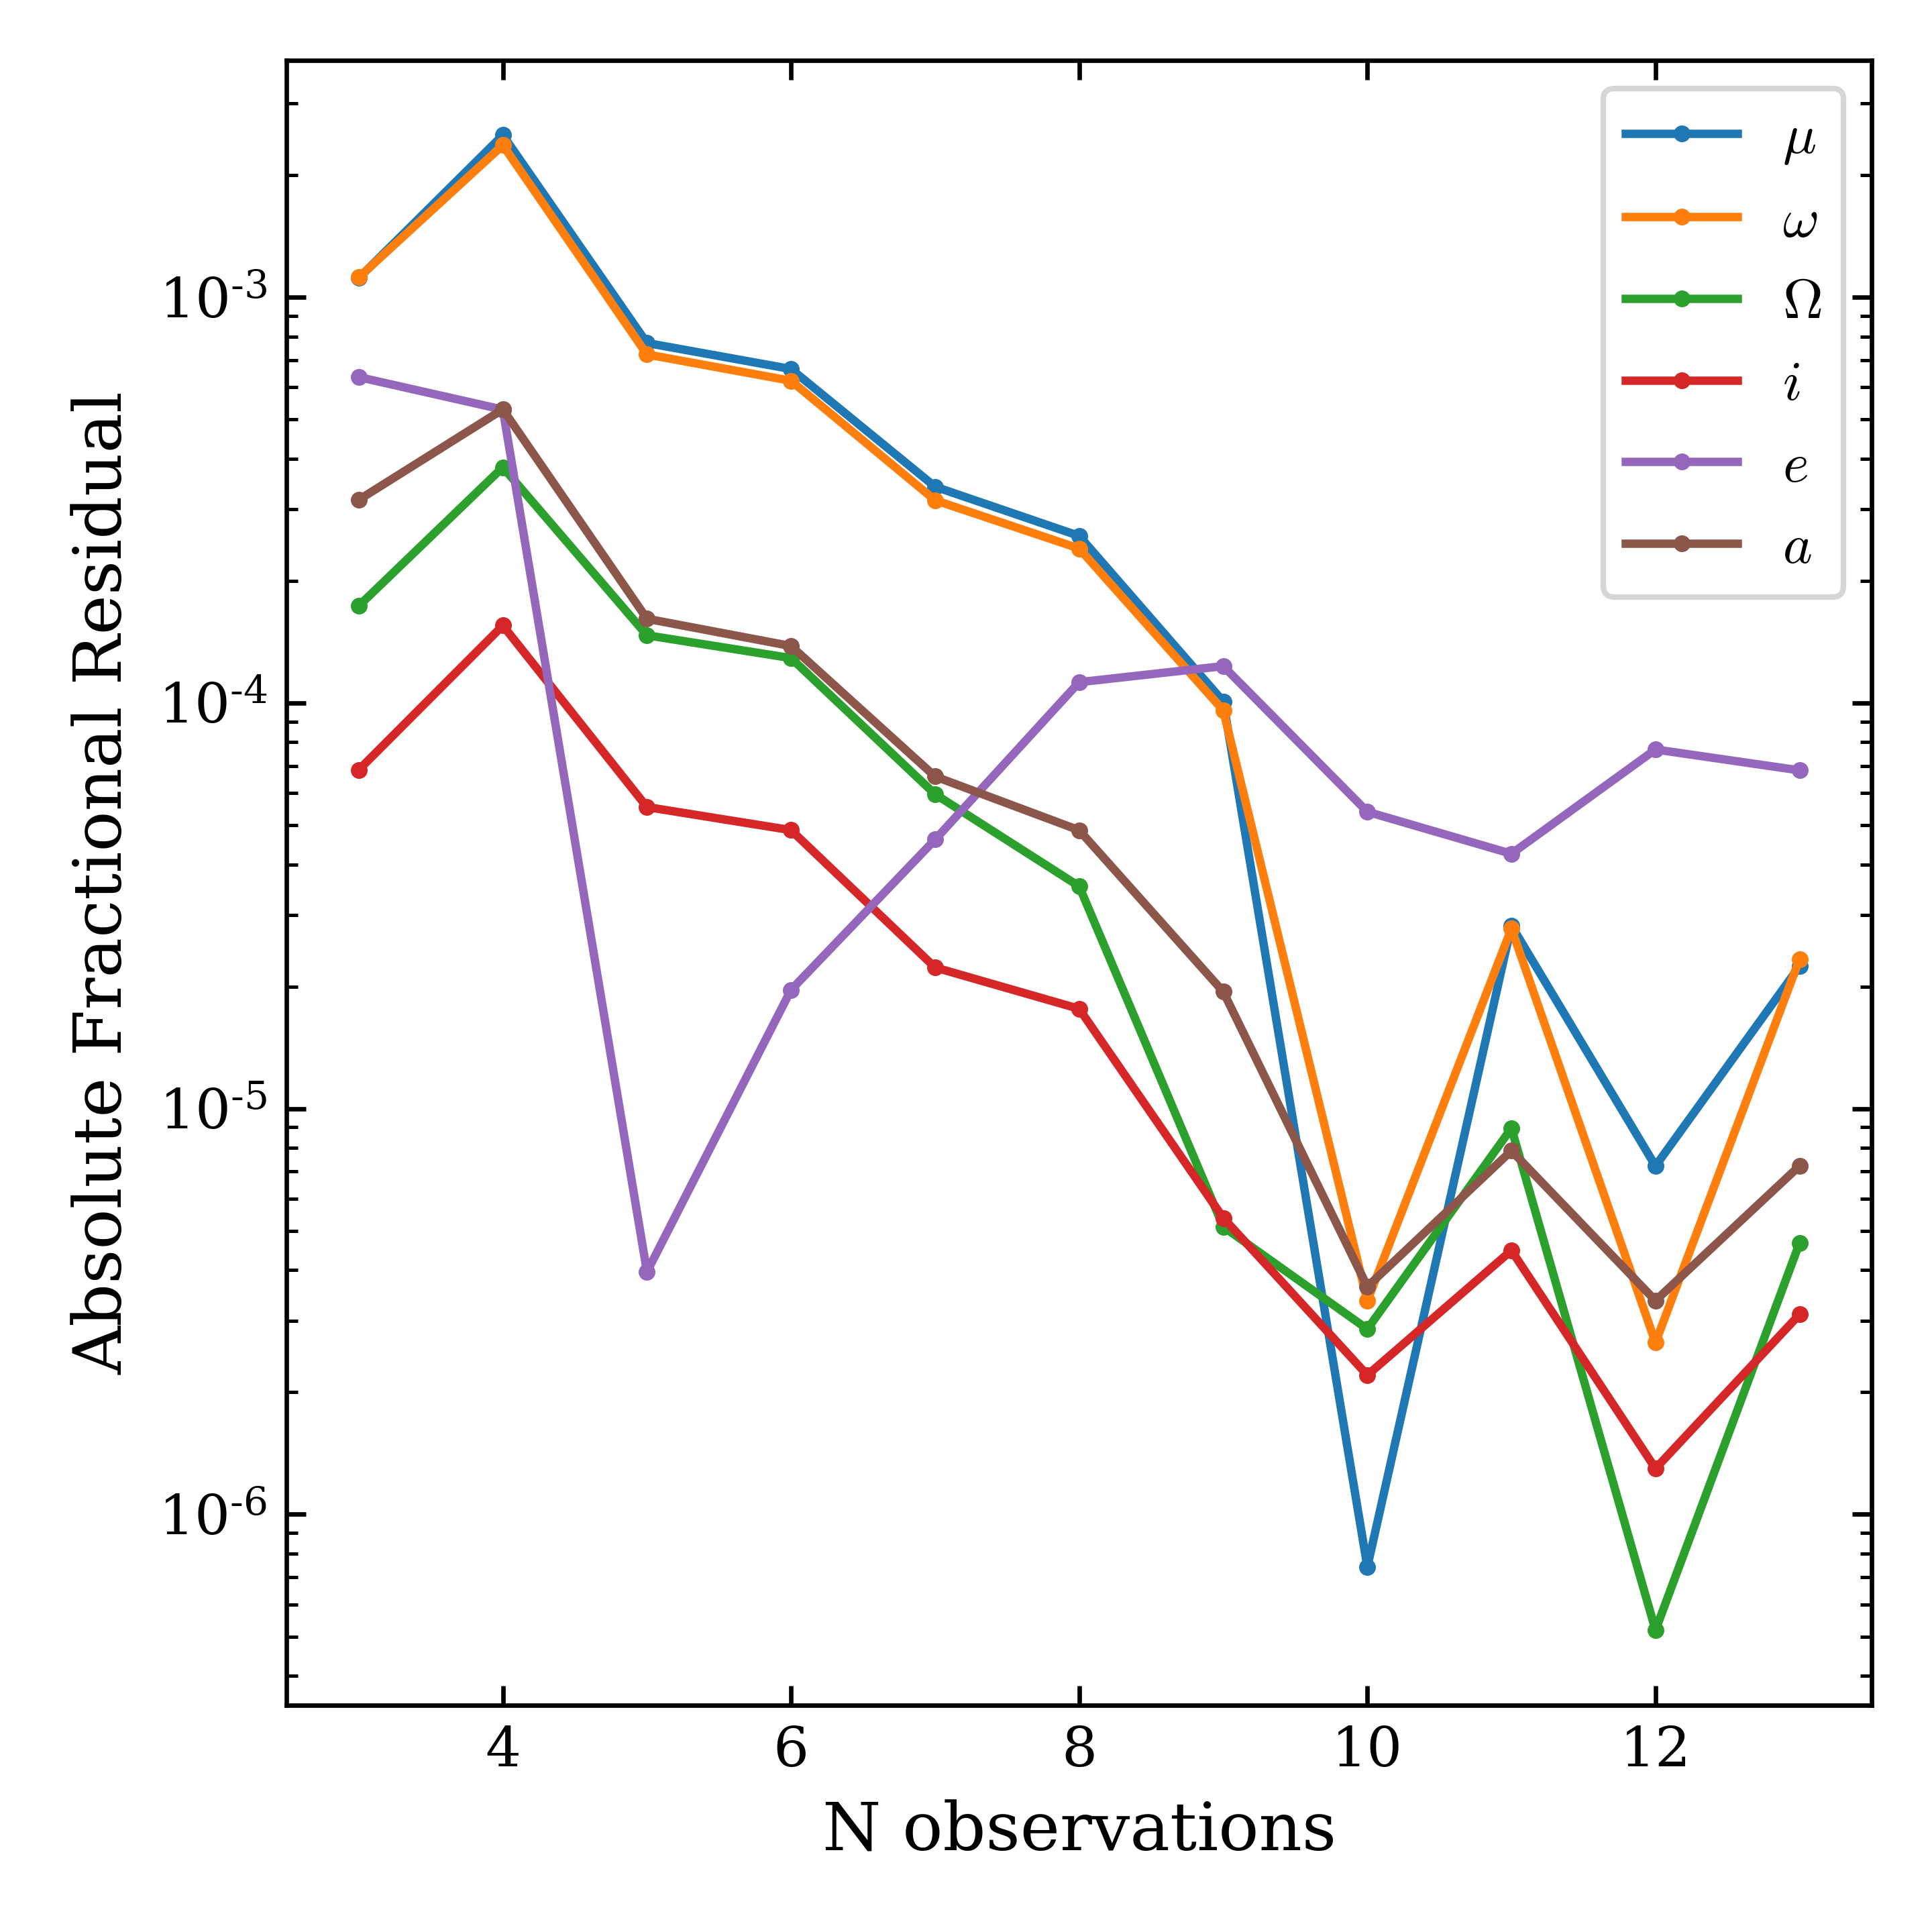 Absolute Fractional Residual
10⁻³
10⁻⁴
10⁻⁵
10⁻⁶
μ
ω
Ω
i
e
a
4 6 8 10 12
N observations